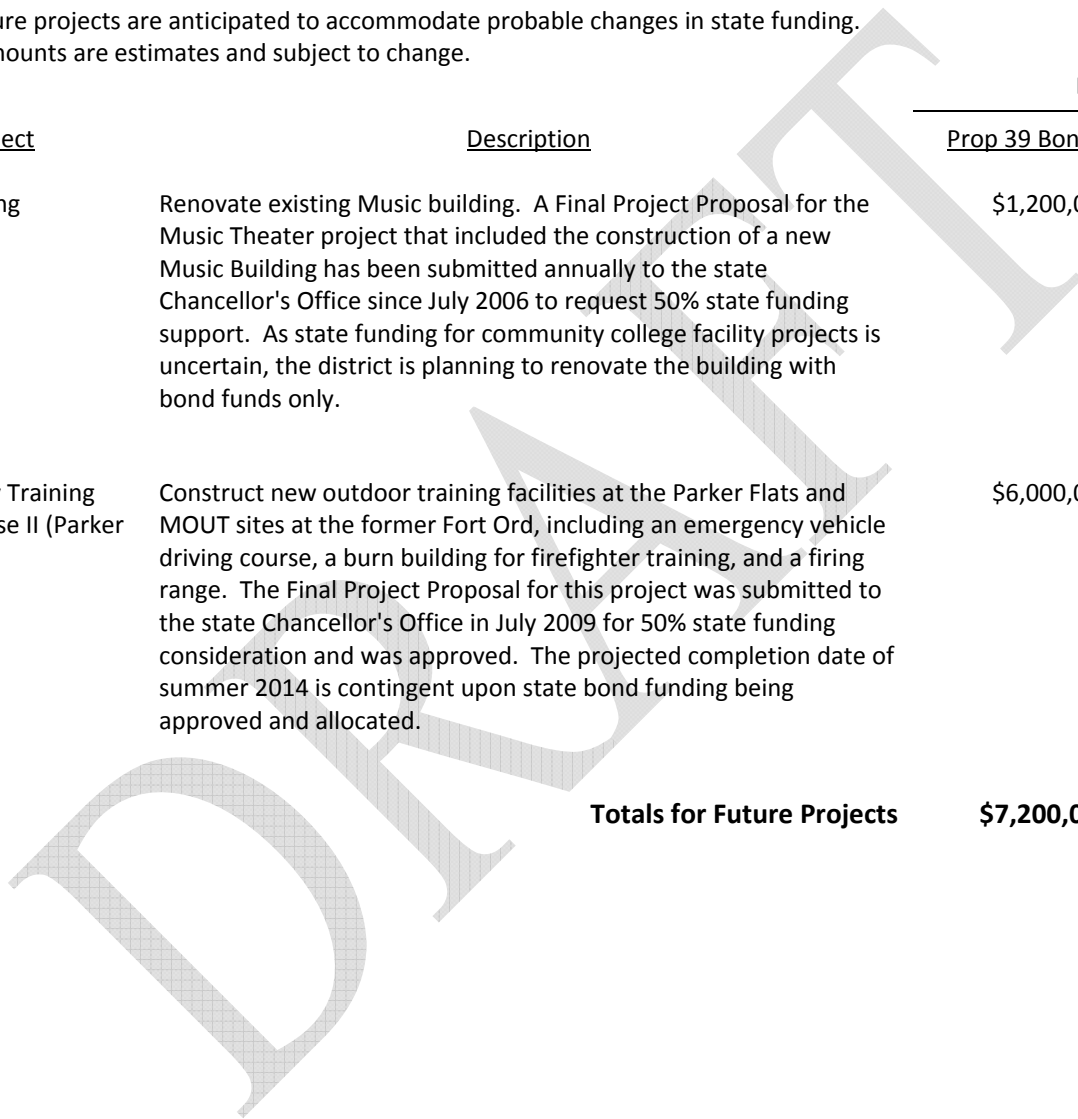 ure projects are anticipated to accommodate probable changes in state funding.
mounts are estimates and subject to change.
ect Description Prop 39 Bon
ng Renovate existing Music building. A Final Project Proposal for the $1,200,0
Music Theater project that included the construction of a new
Music Building has been submitted annually to the state
Chancellor's Office since July 2006 to request 50% state funding
support. As state funding for community college facility projects is
uncertain, the district is planning to renovate the building with
bond funds only.
Training Construct new outdoor training facilities at the Parker Flats and $6,000,0
se II (Parker MOUT sites at the former Fort Ord, including an emergency vehicle
driving course, a burn building for firefighter training, and a firing
range. The Final Project Proposal for this project was submitted to
the state Chancellor's Office in July 2009 for 50% state funding
consideration and was approved. The projected completion date of
summer 2014 is contingent upon state bond funding being
approved and allocated.
Totals for Future Projects $7,200,0
DRAFT